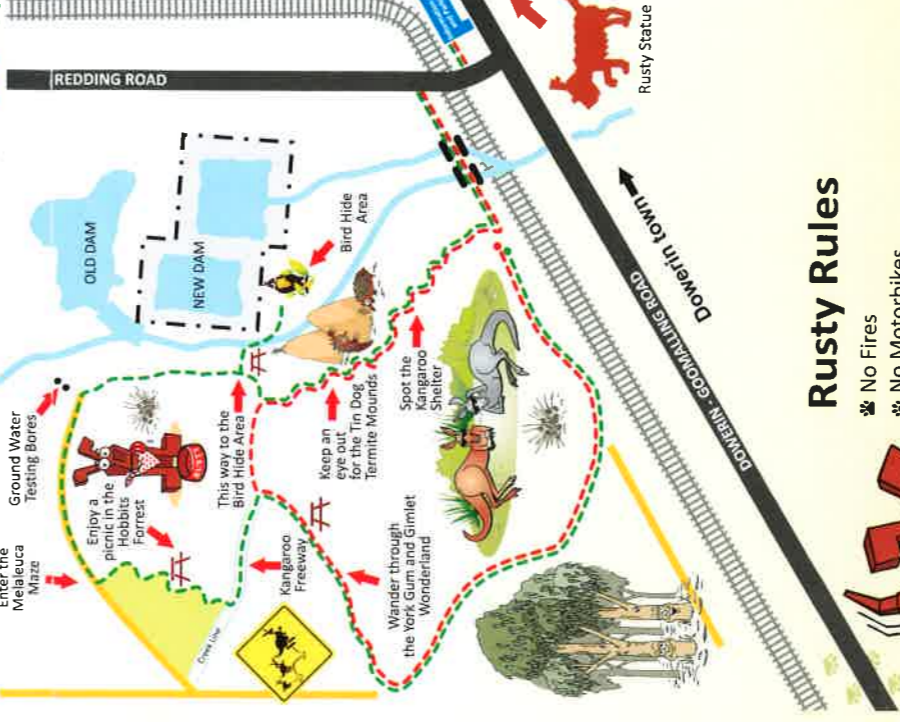 Rusty Statue
REDDING ROAD
OLD DAM
NEW DAM
Bird Hide
Area
Dowerin town
DOWERIN - GOOMALLING ROAD
Ground Water
Testing Bores
This way to the
Bird Hide Area
Keep an
eye out
for the Tin Dog
Termite Mounds
Spot the
Kangaroo
Shelter
Enter the
Melaleuca
Maze
Enjoy a
picnic in the
Hobbits
Forrest
Kangaroo
Freeway
Creek Line
Wander through
the York Gum and Gimlet
Wonderland
Rusty Rules
No Fires
No Motorbikes